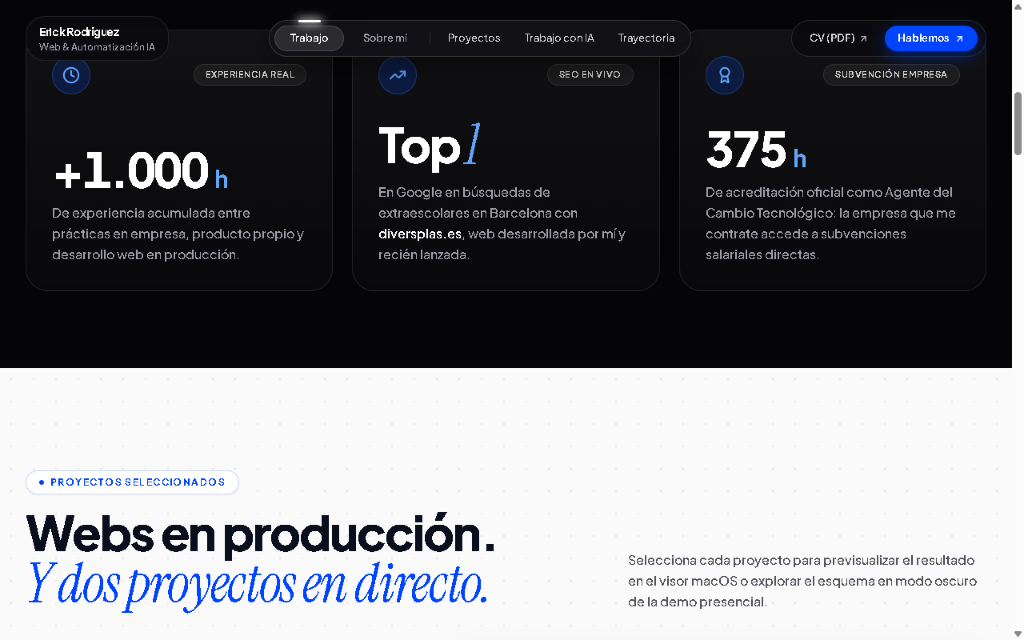 Erick Rodriguez
Web & Automatización IA
Trabajo
Sobre mí
Proyectos
Trabajo con IA
Trayectoria
CV (PDF)
Hablemos
EXPERIENCIA REAL
+1.000 h
De experiencia acumulada entre
prácticas en empresa, producto propio y
desarrollo web en producción.
SEO EN VIVO
Top 1
En Google en búsquedas de
extraescolares en Barcelona con
diversplas.es, web desarrollada por mí y
recién lanzada.
SUBVENCIÓN EMPRESA
375 h
De acreditación oficial como Agente del
Cambio Tecnológico: la empresa que me
contrate accede a subvenciones
salariales directas.
PROYECTOS SELECCIONADOS
Webs en producción.
Y dos proyectos en directo.
Selecciona cada proyecto para previsualizar el resultado
en el visor macOS o explorar el esquema en modo oscuro
de la demo presencial.